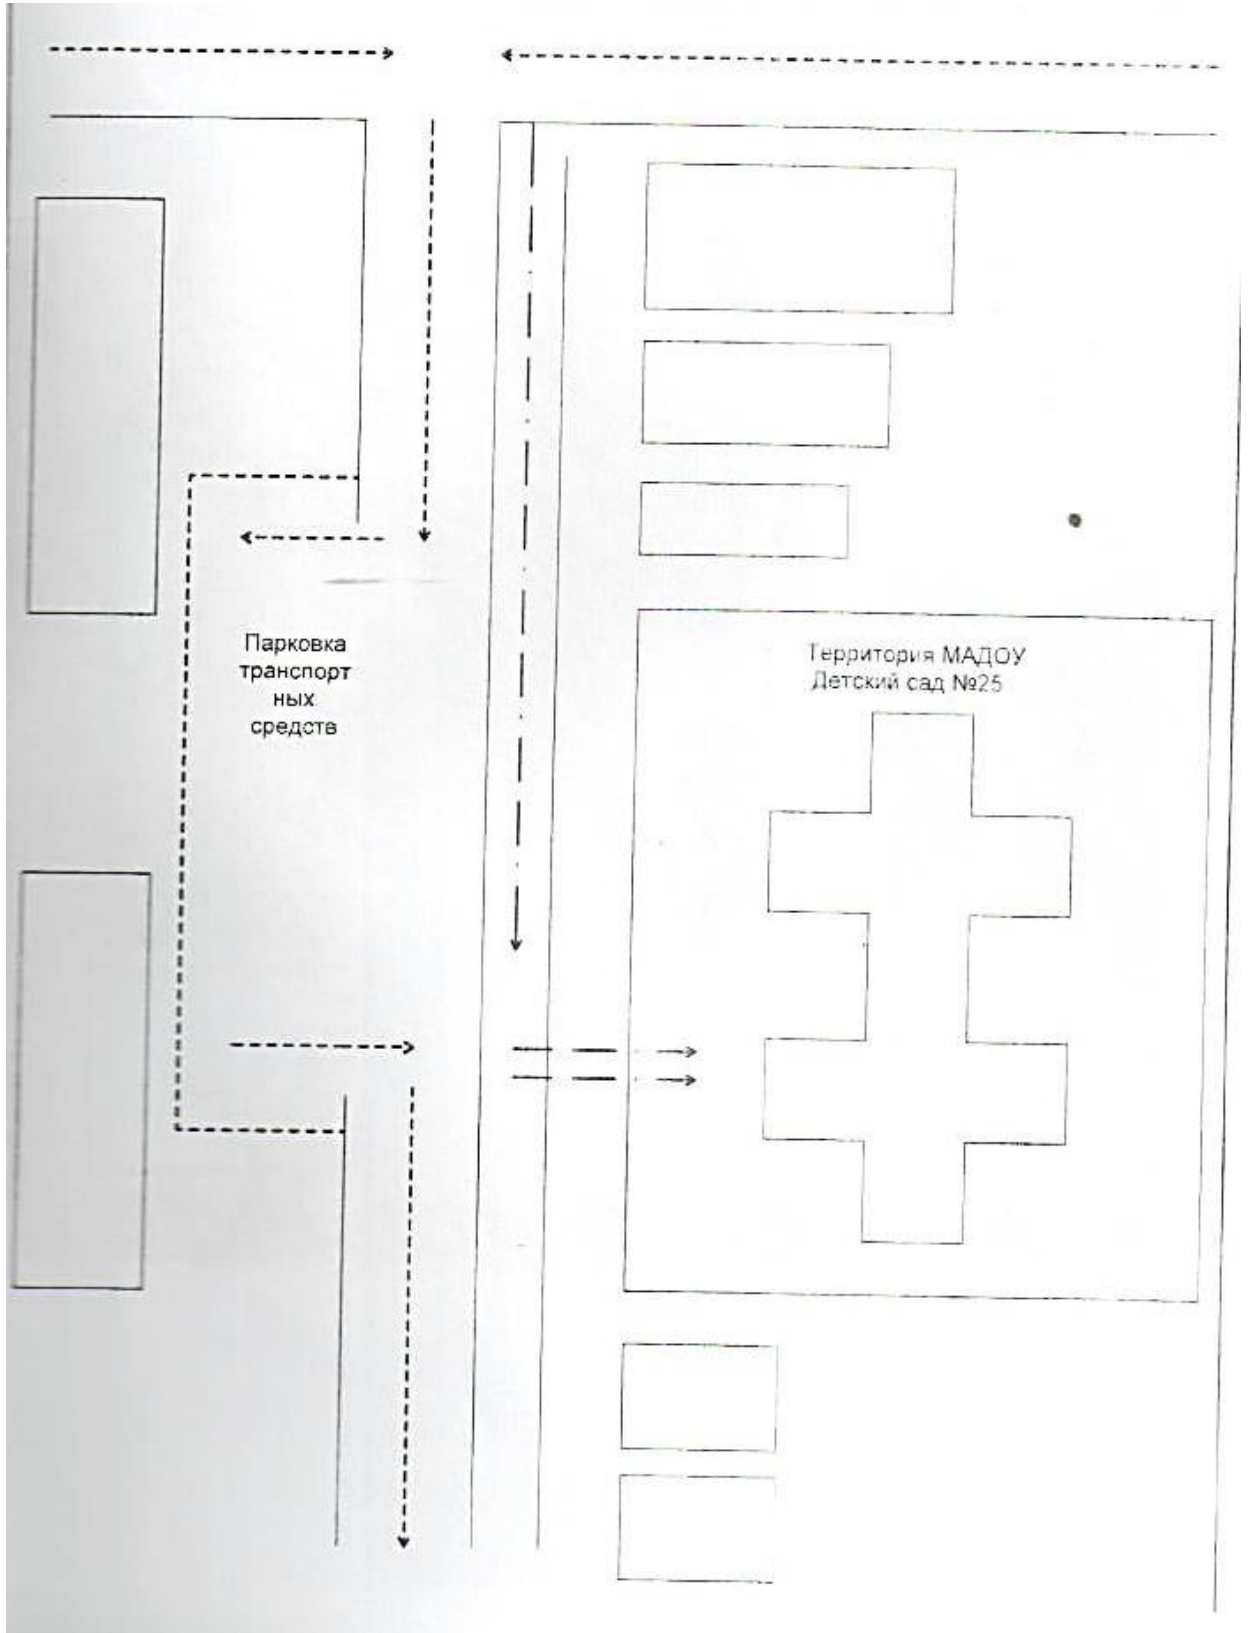 Парковка
транспорт
ных
средств
Территория МАДОУ
Детский сад №25